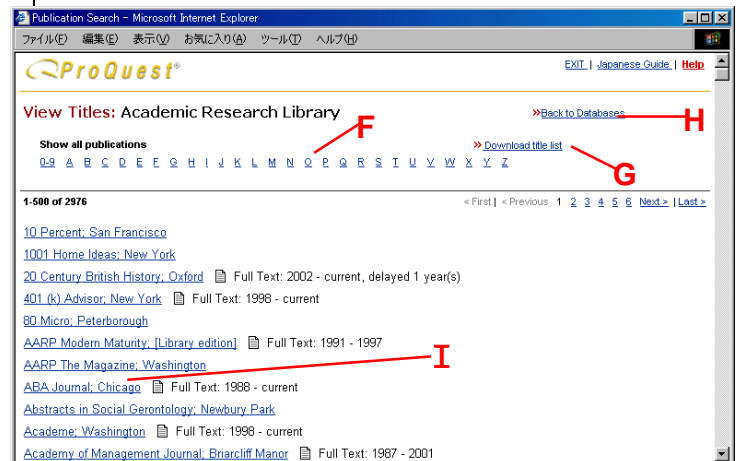 Publication Search - Microsoft Internet Explorer
ファイル(F) 編集(E) 表示(V) お気に入り(A) ツール(T) ヘルプ(H)
ProQuest®
EXIT | Japanese Guide | Help
View Titles: Academic Research Library
»Back to Databases
H
F
Show all publications
» Download title list
G
0-9 A B C D E F G H I J K L M N O P Q R S T U V W X Y Z
1-500 of 2976
« First | < Previous 1 2 3 4 5 6 Next > | Last »
10 Percent; San Francisco
1001 Home Ideas; New York
20 Century British History; Oxford Full Text: 2002 - current, delayed 1 year(s)
401 (k) Advisor; New York Full Text: 1998 - current
80 Micro; Peterborough
AARP Modern Maturity; [Library edition] Full Text: 1991 - 1997
AARP The Magazine; Washington
I
ABA Journal; Chicago Full Text: 1988 - current
Abstracts in Social Gerontology; Newbury Park
Academe; Washington Full Text: 1998 - current
Academy of Management Journal; Briarcliff Manor Full Text: 1987 - 2001